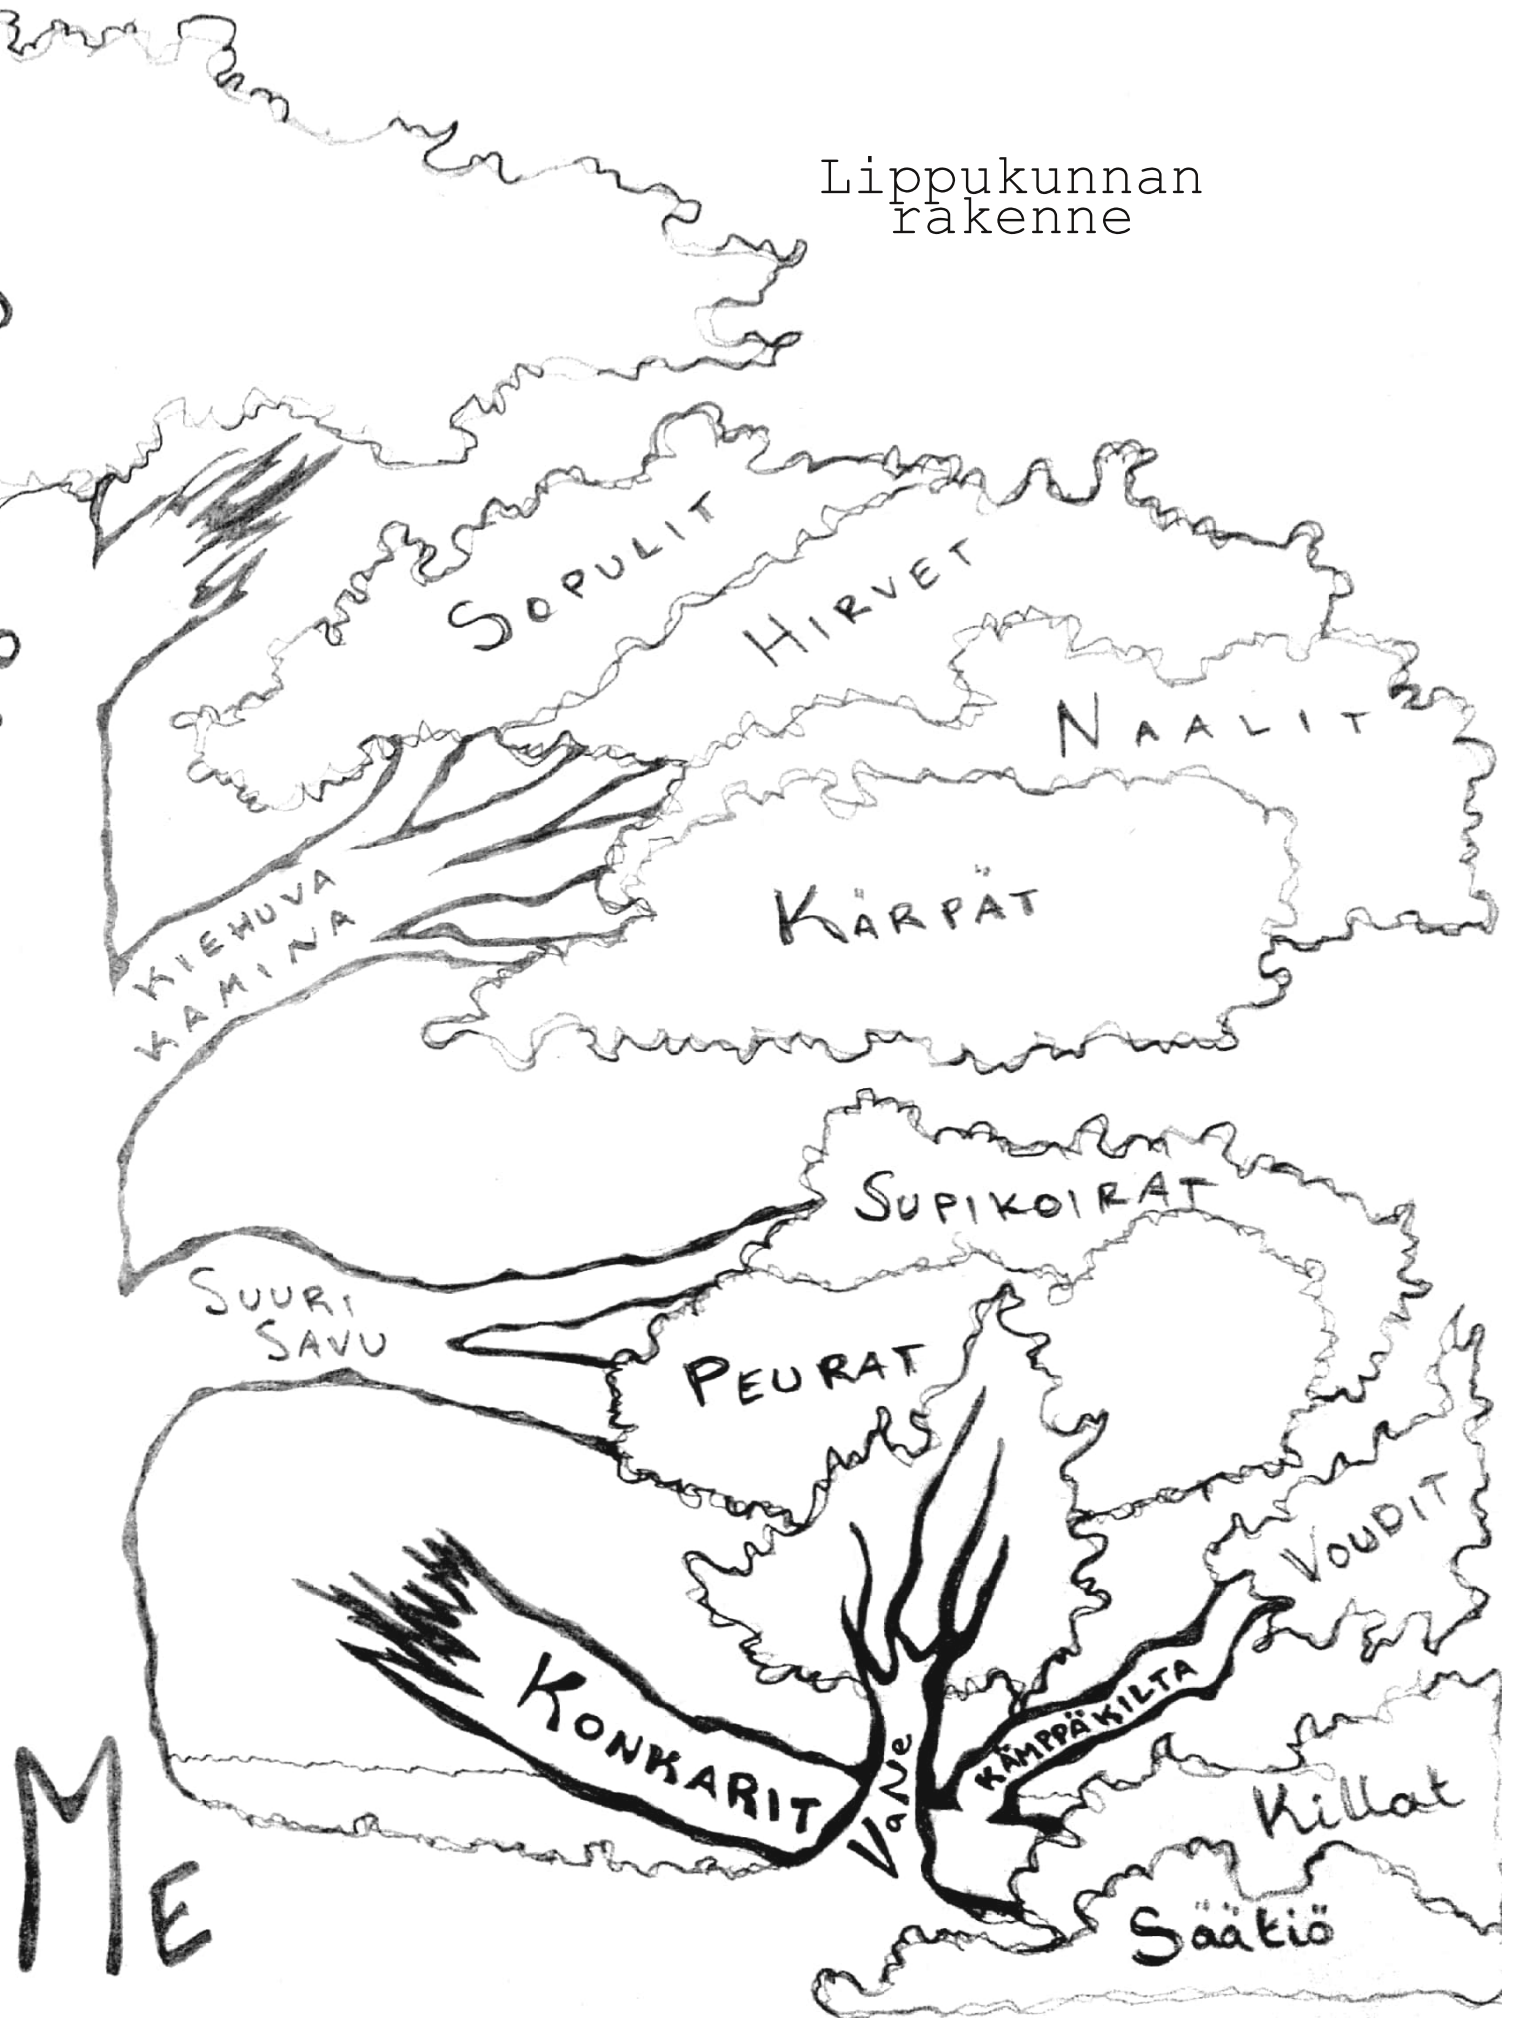 Lippukunnan
rakenne
SOPULIT
HIRVET
NAALIT
KÄRPÄT
KIEHUVA
KAMINA
SUPIKOIRAT
SUURI
SAVU
PEURAT
VOUDIT
KONKARIT
VaNe
KÄMPPÄKILTA
Killat
Säätiö
ME